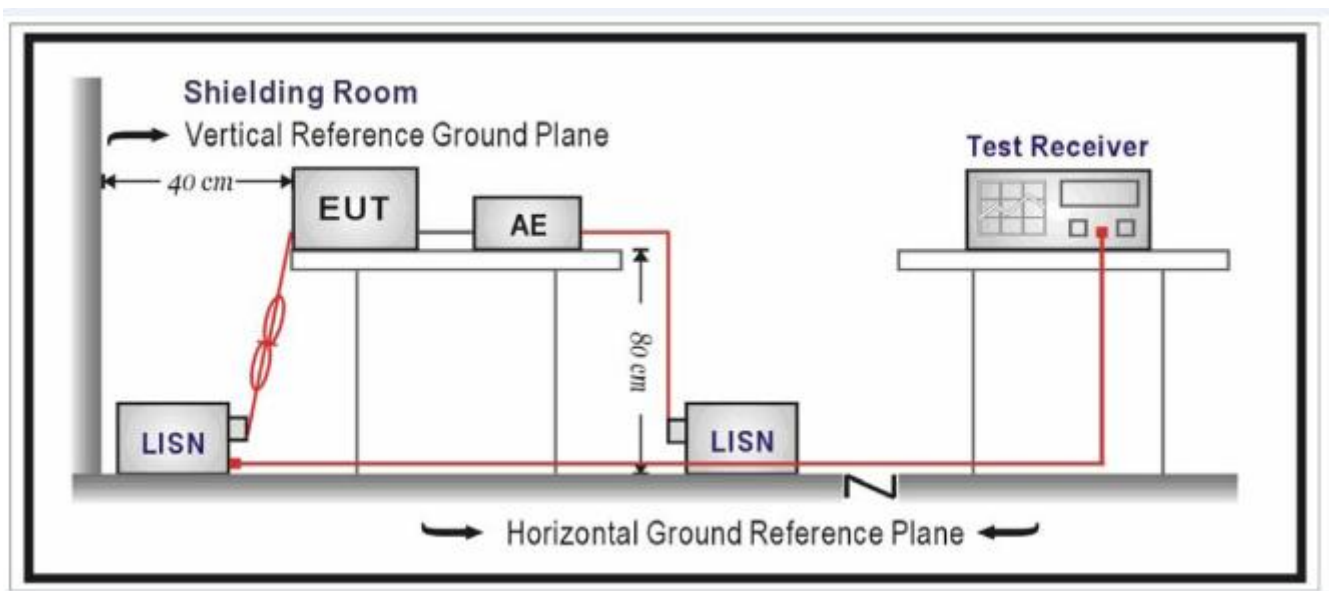 Shielding Room
Vertical Reference Ground Plane
Test Receiver
40 cm
EUT
AE
80 cm
LISN
LISN
Horizontal Ground Reference Plane